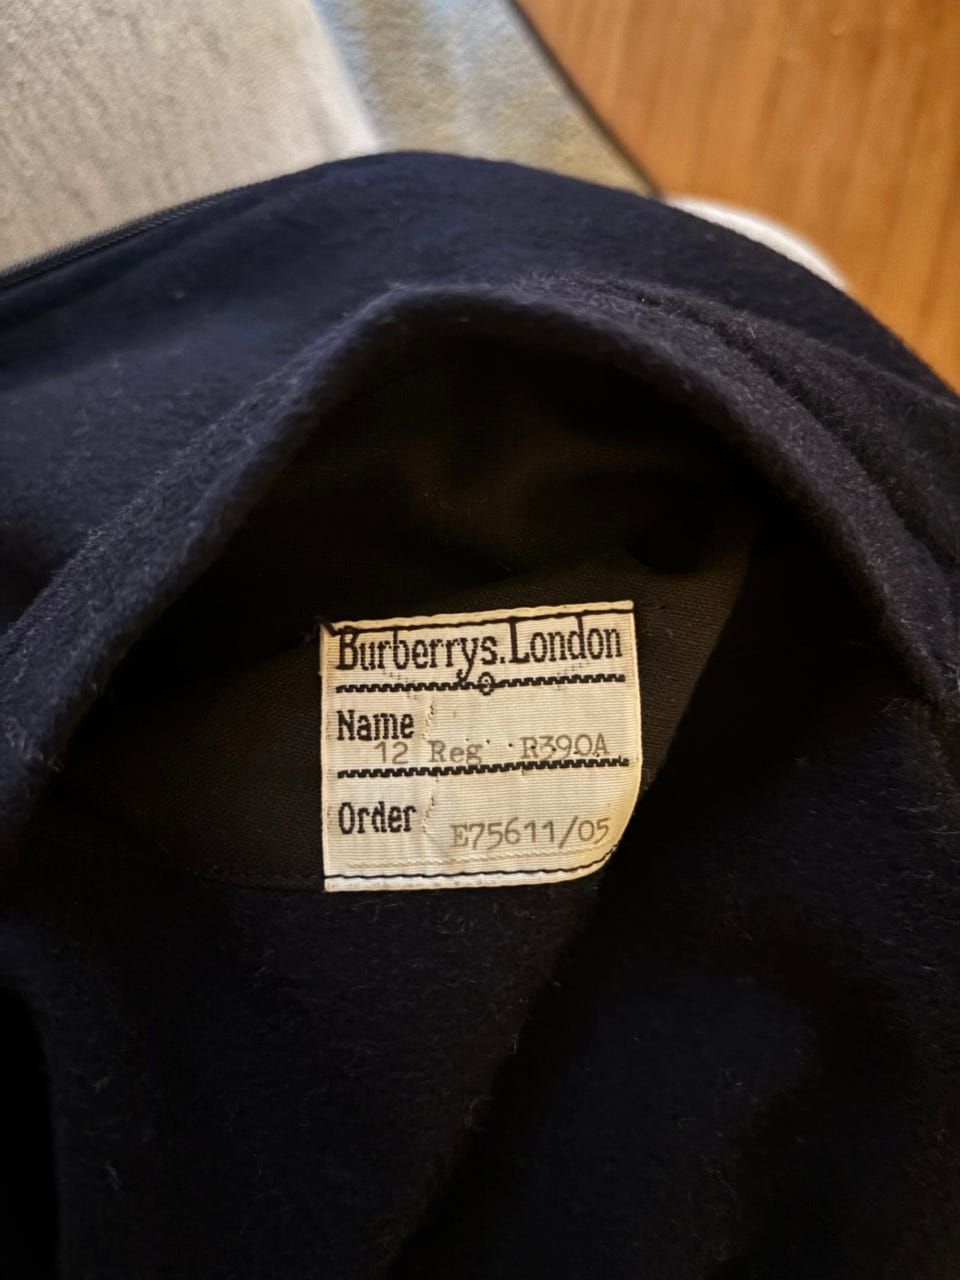 Burberrys.London
Name
12 Reg R390A
Order
E75611/05